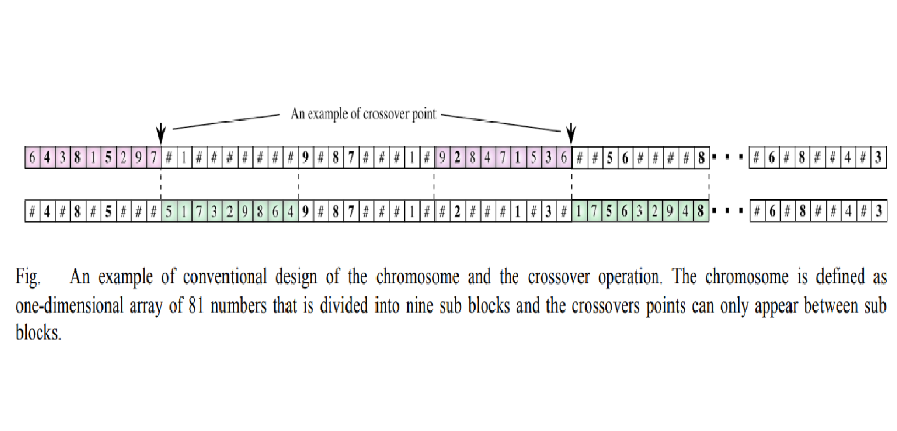 An example of crossover point
6 4 3 8 1 5 2 9 7 # 1 # # # # # # # 9 # 8 7 # # # 1 # 9 2 8 4 7 1 5 3 6 # # 5 6 # # # # 8 ▪ ▪ ▪ # 6 # 8 # # 4 # 3
# 4 # 8 # 5 # # # 5 1 7 3 2 9 8 6 4 9 # 8 7 # # # 1 # # 2 # # # 1 # 3 # 1 7 5 6 3 2 9 4 8 ▪ ▪ ▪ # 6 # 8 # # 4 # 3
Fig. An example of conventional design of the chromosome and the crossover operation. The chromosome is defined as
one-dimensional array of 81 numbers that is divided into nine sub blocks and the crossovers points can only appear between sub
blocks.